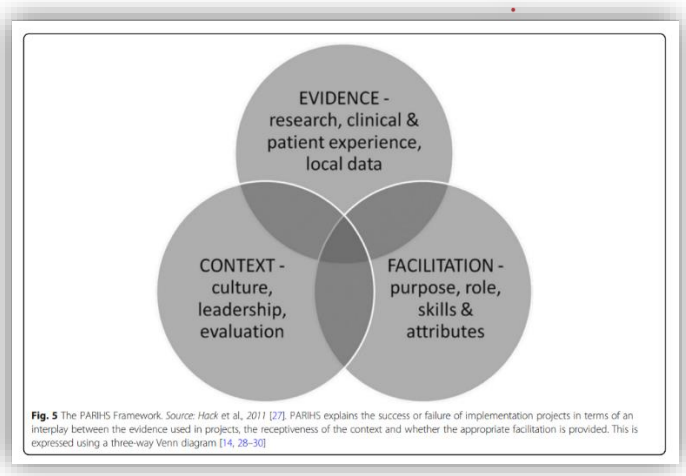 EVIDENCE -
research, clinical &
patient experience,
local data
CONTEXT -
culture,
leadership,
evaluation
FACILITATION -
purpose, role,
skills &
attributes
Fig. 5 The PARIHS Framework. Source: Hack et al., 2011 [27]. PARIHS explains the success or failure of implementation projects in terms of an
interplay between the evidence used in projects, the receptiveness of the context and whether the appropriate facilitation is provided. This is
expressed using a three-way Venn diagram [14, 28–30]